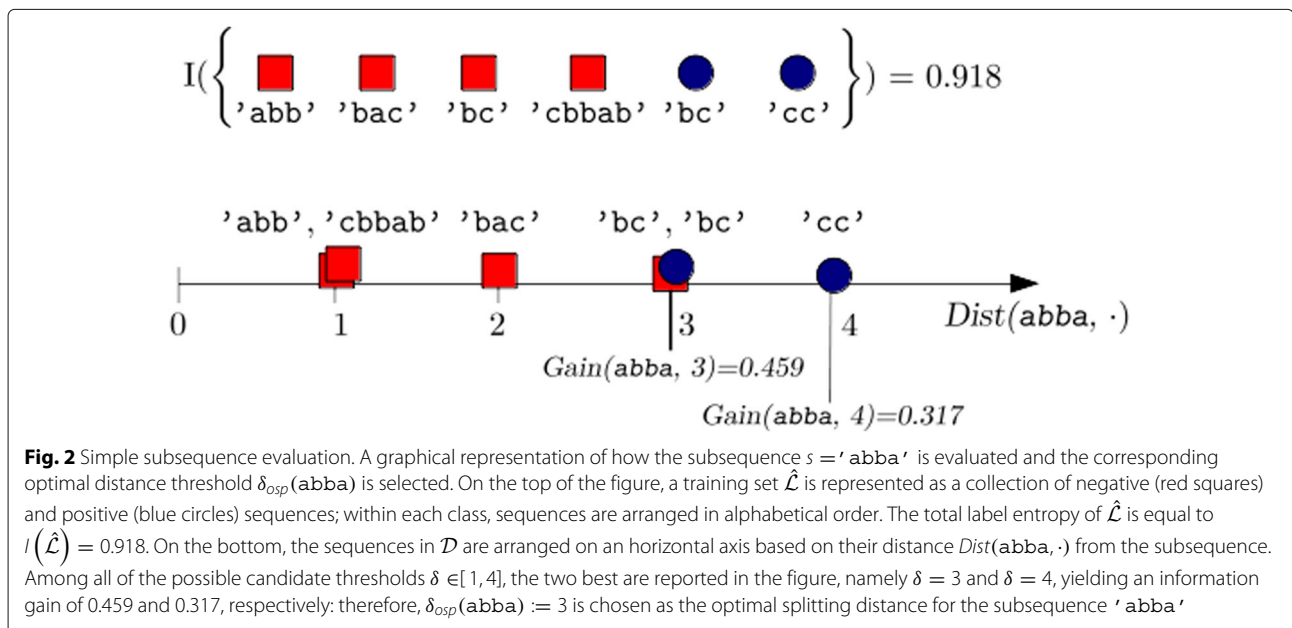 I({ }) = 0.918
'abb' 'bac' 'bc' 'cbbab' 'bc' 'cc'
'abb', 'cbbab' 'bac' 'bc', 'bc' 'cc'
0 1 2 3 4 Dist(abba, ·)
Gain(abba, 3)=0.459
Gain(abba, 4)=0.317
Fig. 2 Simple subsequence evaluation. A graphical representation of how the subsequence s = 'abba' is evaluated and the corresponding
optimal distance threshold δosp(abba) is selected. On the top of the figure, a training set L̂ is represented as a collection of negative (red squares)
and positive (blue circles) sequences; within each class, sequences are arranged in alphabetical order. The total label entropy of L̂ is equal to
I(L̂) = 0.918. On the bottom, the sequences in D are arranged on an horizontal axis based on their distance Dist(abba, ·) from the subsequence.
Among all of the possible candidate thresholds δ ∈[ 1, 4], the two best are reported in the figure, namely δ = 3 and δ = 4, yielding an information
gain of 0.459 and 0.317, respectively: therefore, δosp(abba) := 3 is chosen as the optimal splitting distance for the subsequence 'abba'